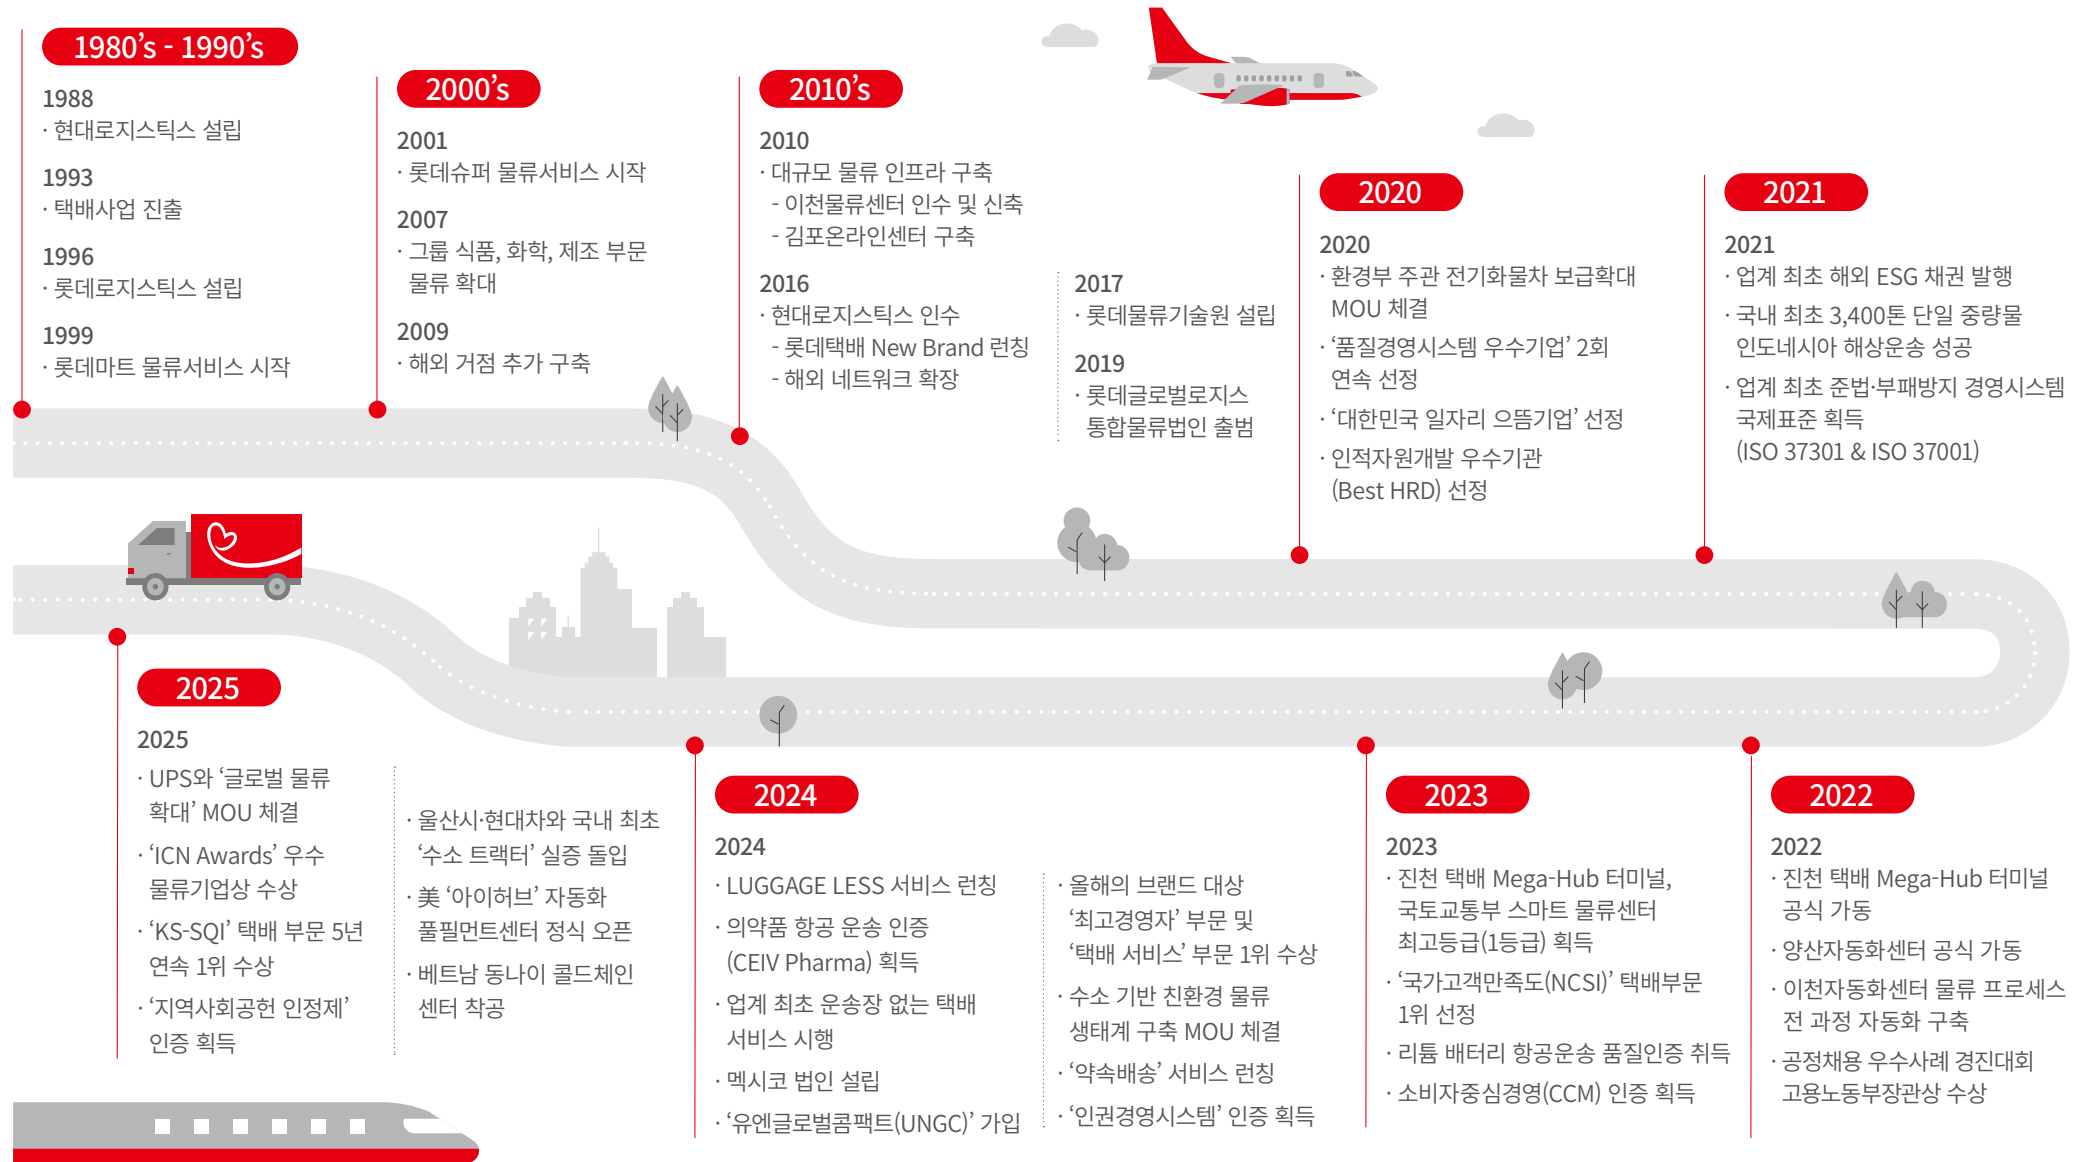 1980’s - 1990’s
1988
· 현대로지스틱스 설립
1993
· 택배사업 진출
1996
· 롯데로지스틱스 설립
1999
· 롯데마트 물류서비스 시작
2000’s
2001
· 롯데슈퍼 물류서비스 시작
2007
· 그룹 식품, 화학, 제조 부문
물류 확대
2009
· 해외 거점 추가 구축
2010’s
2010
· 대규모 물류 인프라 구축
- 이천물류센터 인수 및 신축
- 김포온라인센터 구축
2016
· 현대로지스틱스 인수
- 롯데택배 New Brand 런칭
- 해외 네트워크 확장
2017
· 롯데물류기술원 설립
2019
· 롯데글로벌로지스
통합물류법인 출범
2020
2020
· 환경부 주관 전기화물차 보급확대
MOU 체결
· ‘품질경영시스템 우수기업’ 2회
연속 선정
· ‘대한민국 일자리 으뜸기업’ 선정
· 인적자원개발 우수기관
(Best HRD) 선정
2021
2021
· 업계 최초 해외 ESG 채권 발행
· 국내 최초 3,400톤 단일 중량물
인도네시아 해상운송 성공
· 업계 최초 준법·부패방지 경영시스템
국제표준 획득
(ISO 37301 & ISO 37001)
2025
2025
· UPS와 ‘글로벌 물류
확대’ MOU 체결
· ‘ICN Awards’ 우수
물류기업상 수상
· ‘KS-SQI’ 택배 부문 5년
연속 1위 수상
· ‘지역사회공헌 인정제’
인증 획득
· 울산시·현대차와 국내 최초
‘수소 트랙터’ 실증 돌입
· 美 ‘아이허브’ 자동화
풀필먼트센터 정식 오픈
· 베트남 동나이 콜드체인
센터 착공
2024
2024
· LUGGAGE LESS 서비스 런칭
· 의약품 항공 운송 인증
(CEIV Pharma) 획득
· 업계 최초 운송장 없는 택배
서비스 시행
· 멕시코 법인 설립
· ‘유엔글로벌콤팩트(UNGC)’ 가입
· 올해의 브랜드 대상
‘최고경영자’ 부문 및
‘택배 서비스’ 부문 1위 수상
· 수소 기반 친환경 물류
생태계 구축 MOU 체결
· ‘약속배송’ 서비스 런칭
· ‘인권경영시스템’ 인증 획득
2023
2023
· 진천 택배 Mega-Hub 터미널,
국토교통부 스마트 물류센터
최고등급(1등급) 획득
· ‘국가고객만족도(NCSI)’ 택배부문
1위 선정
· 리튬 배터리 항공운송 품질인증 취득
· 소비자중심경영(CCM) 인증 획득
2022
2022
· 진천 택배 Mega-Hub 터미널
공식 가동
· 양산자동화센터 공식 가동
· 이천자동화센터 물류 프로세스
전 과정 자동화 구축
· 공정채용 우수사례 경진대회
고용노동부장관상 수상